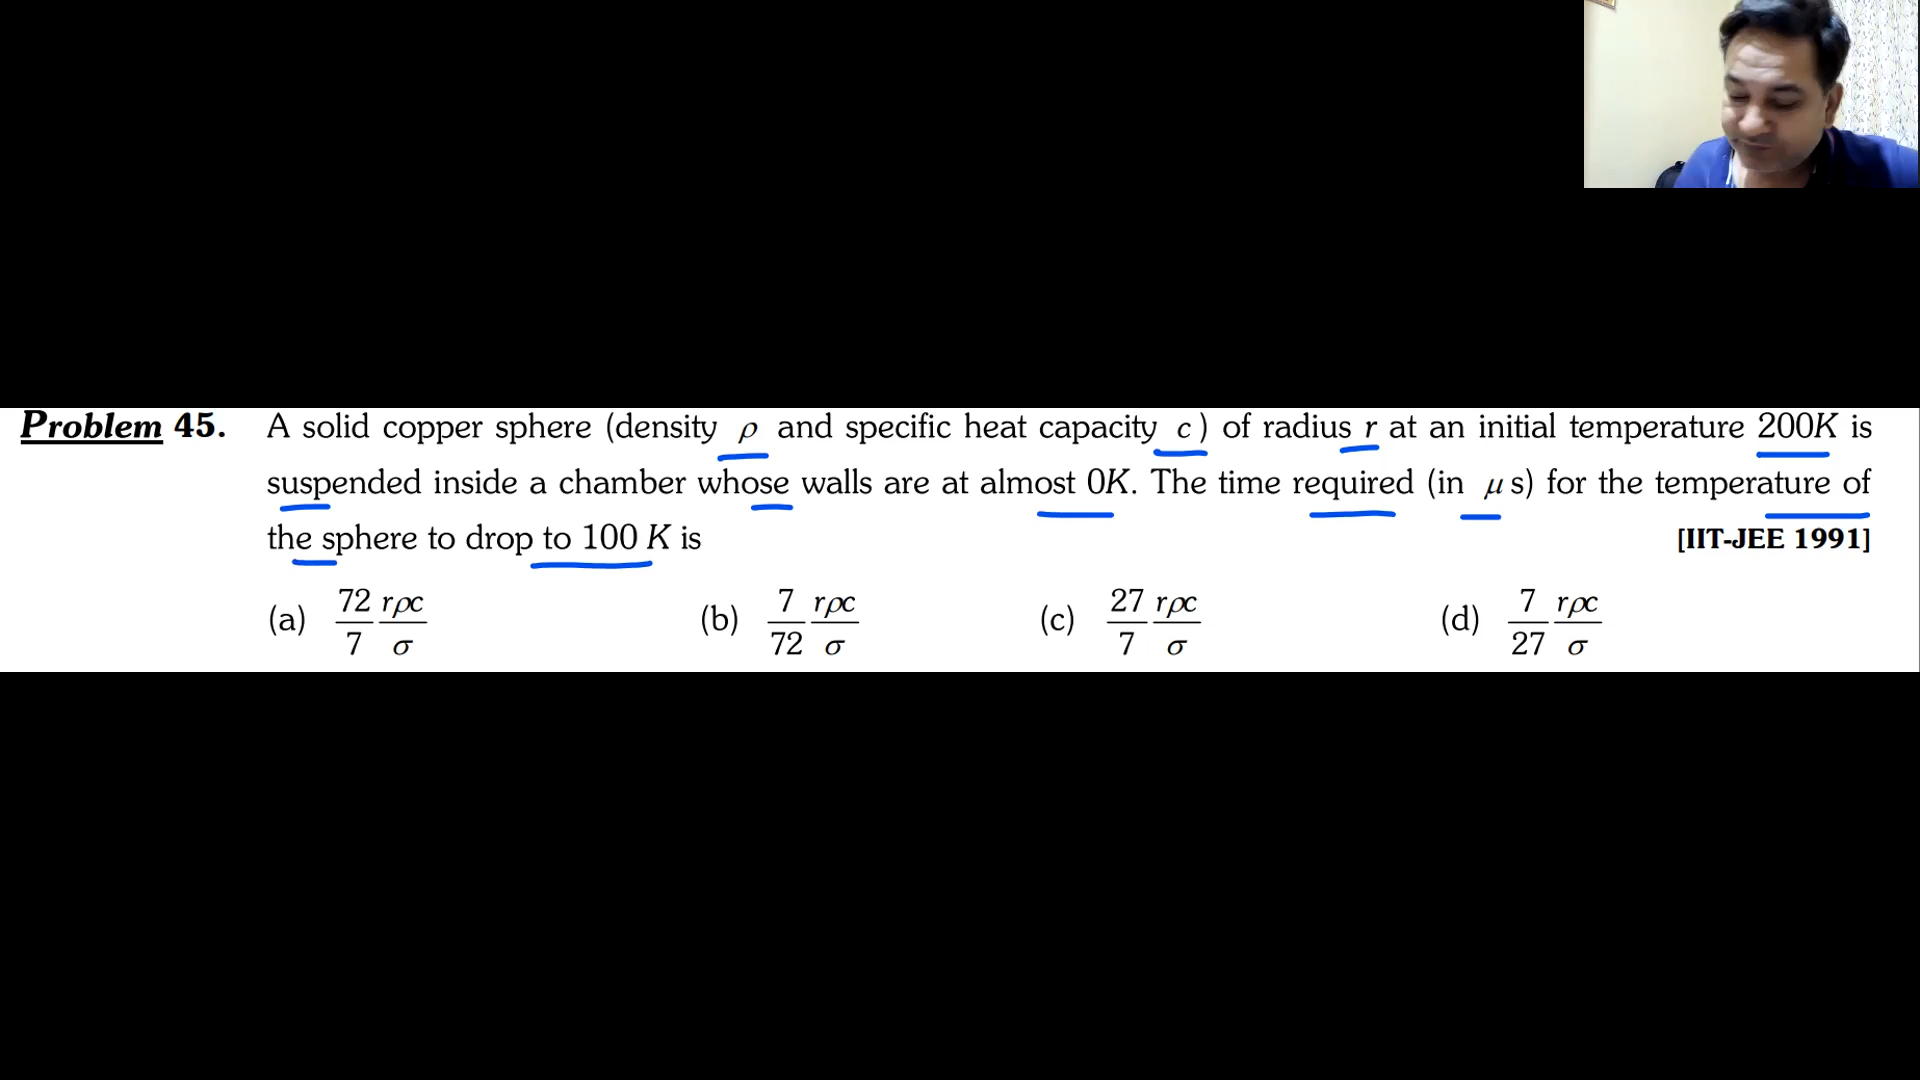 Problem 45. A solid copper sphere (density ρ and specific heat capacity c) of radius r at an initial temperature 200K is
suspended inside a chamber whose walls are at almost 0K. The time required (in μs) for the temperature of
the sphere to drop to 100 K is [IIT-JEE 1991]
(a) 72/7 rρc/σ (b) 7/72 rρc/σ (c) 27/7 rρc/σ (d) 7/27 rρc/σ